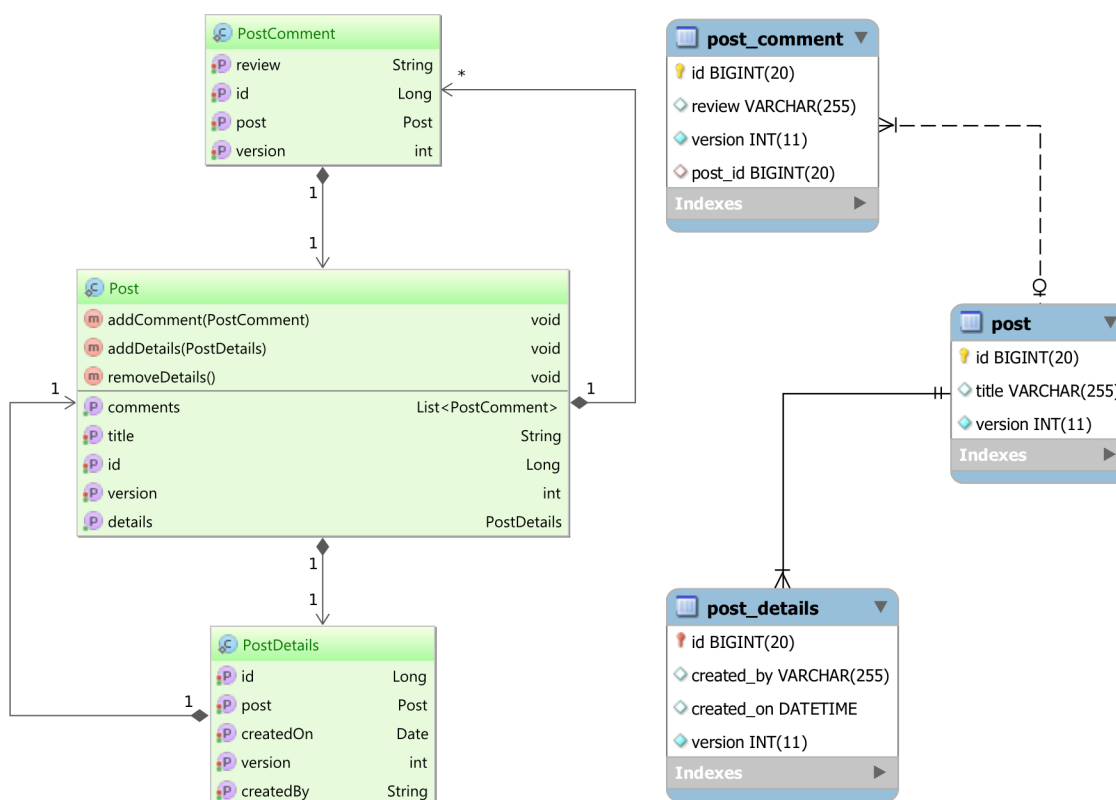 PostComment
review String
id Long
post Post
version int
*
1
1
Post
addComment(PostComment) void
addDetails(PostDetails) void
removeDetails() void
1
1
comments List<PostComment>
title String
id Long
version int
details PostDetails
1
1
PostDetails
id Long
1
post Post
createdOn Date
version int
createdBy String
post_comment
id BIGINT(20)
review VARCHAR(255)
version INT(11)
post_id BIGINT(20)
Indexes
post
id BIGINT(20)
title VARCHAR(255)
version INT(11)
Indexes
post_details
id BIGINT(20)
created_by VARCHAR(255)
created_on DATETIME
version INT(11)
Indexes